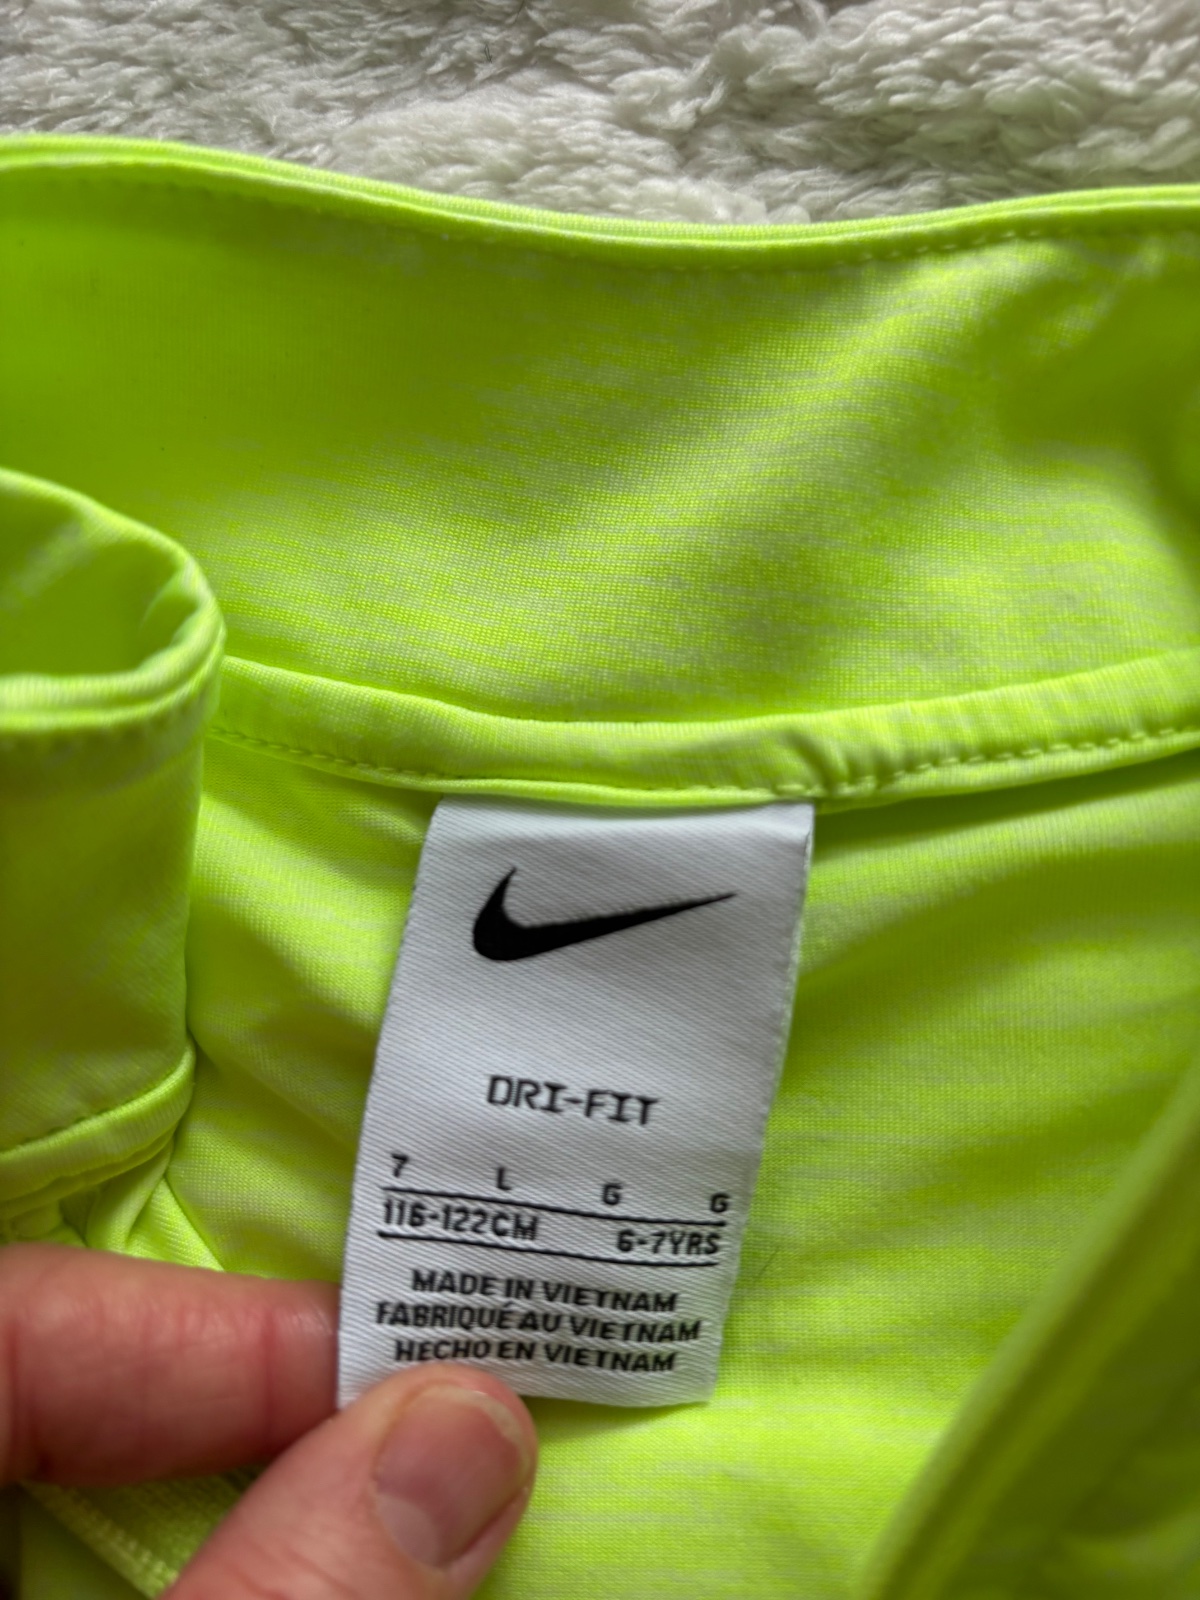 DRI-FIT
7 L G G
116-122CM 6-7YRS
MADE IN VIETNAM
FABRIQUÉ AU VIETNAM
HECHO EN VIETNAM